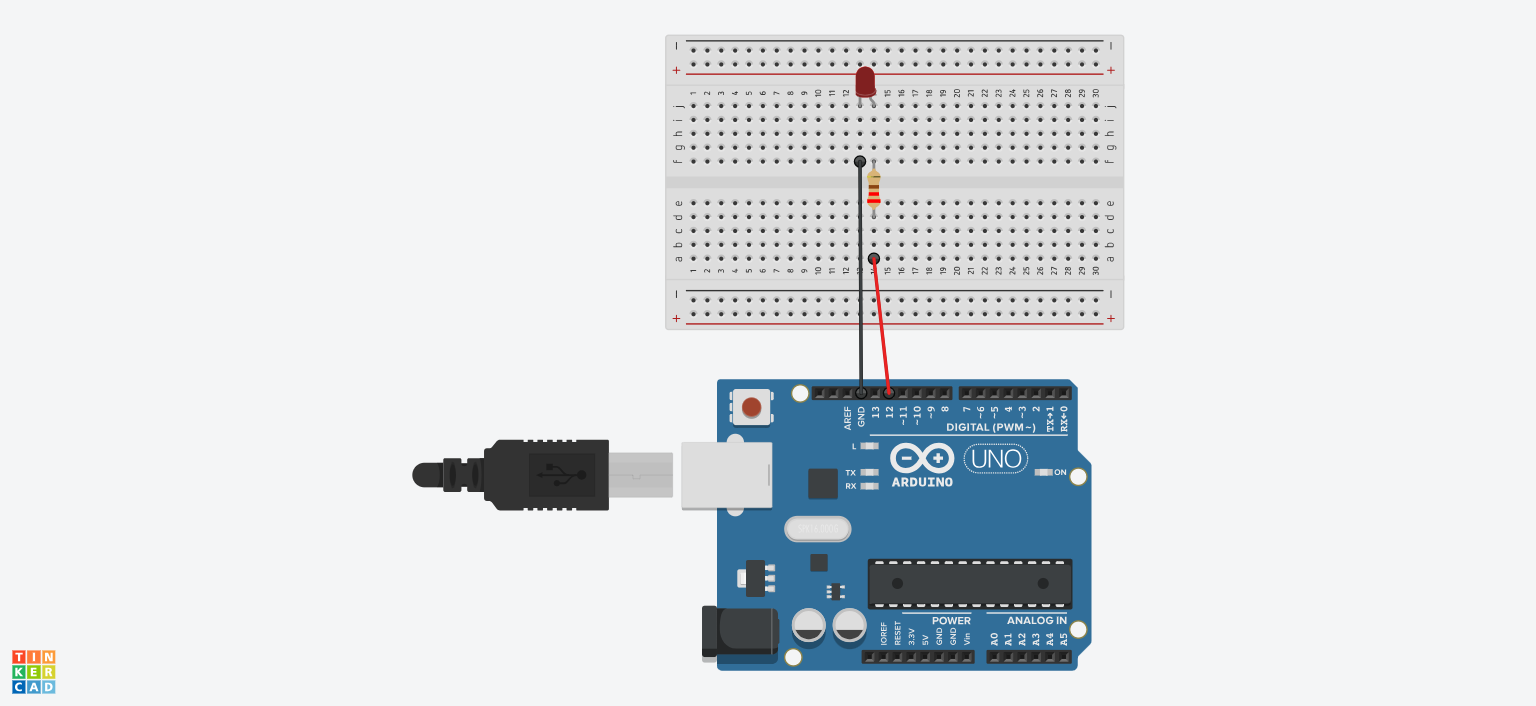 − −
+ +
1 2 3 4 5 6 7 8 9 10 11 12 15 16 17 18 19 20 21 22 23 24 25 26 27 28 29 30
j j
i i
h h
g g
f f
e e
d d
c c
b b
a a
1 2 3 4 5 6 7 8 9 10 11 12 15 16 17 18 19 20 21 22 23 24 25 26 27 28 29 30
− −
+ +
AREF GND 13 12 ~11 ~10 ~9 8 7 ~6 ~5 4 ~3 2 TX→1 RX←0
DIGITAL (PWM~)
L
TX
RX
UNO
ON
ARDUINO
POWER ANALOG IN
IOREF RESET 3.3V 5V GND GND Vin A0 A1 A2 A3 A4 A5
TIN
KER
CAD